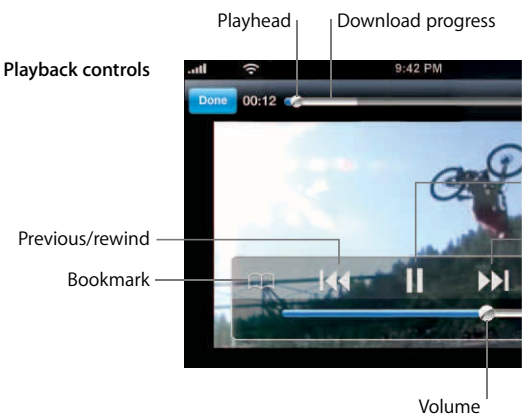 Playhead
Download progress
Playback controls
9:42 PM
Done
00:12
Previous/rewind
Bookmark
Volume